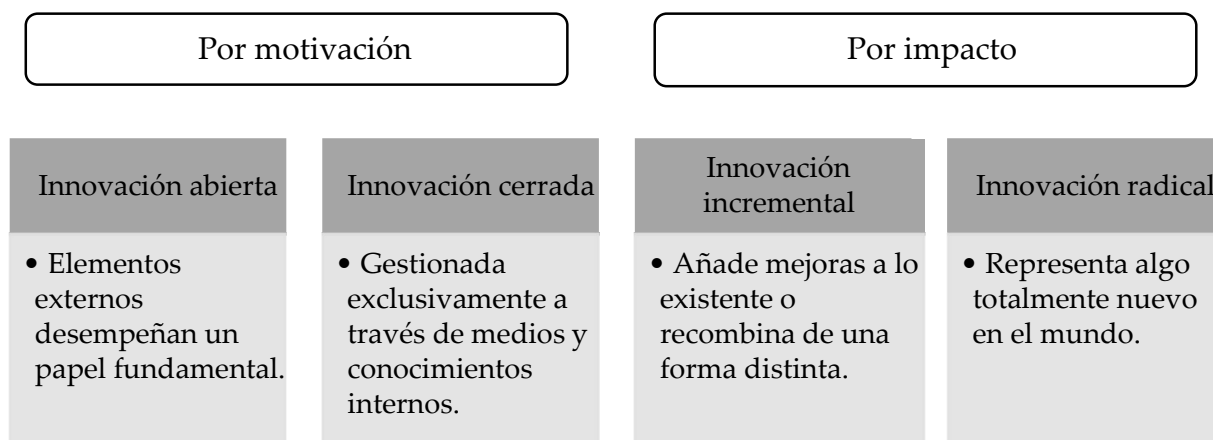 Por motivación
Por impacto
Innovación abierta
• Elementos
externos
desempeñan un
papel fundamental.
Innovación cerrada
• Gestionada
exclusivamente a
través de medios y
conocimientos
internos.
Innovación
incremental
• Añade mejoras a lo
existente o
recombina de una
forma distinta.
Innovación radical
• Representa algo
totalmente nuevo
en el mundo.